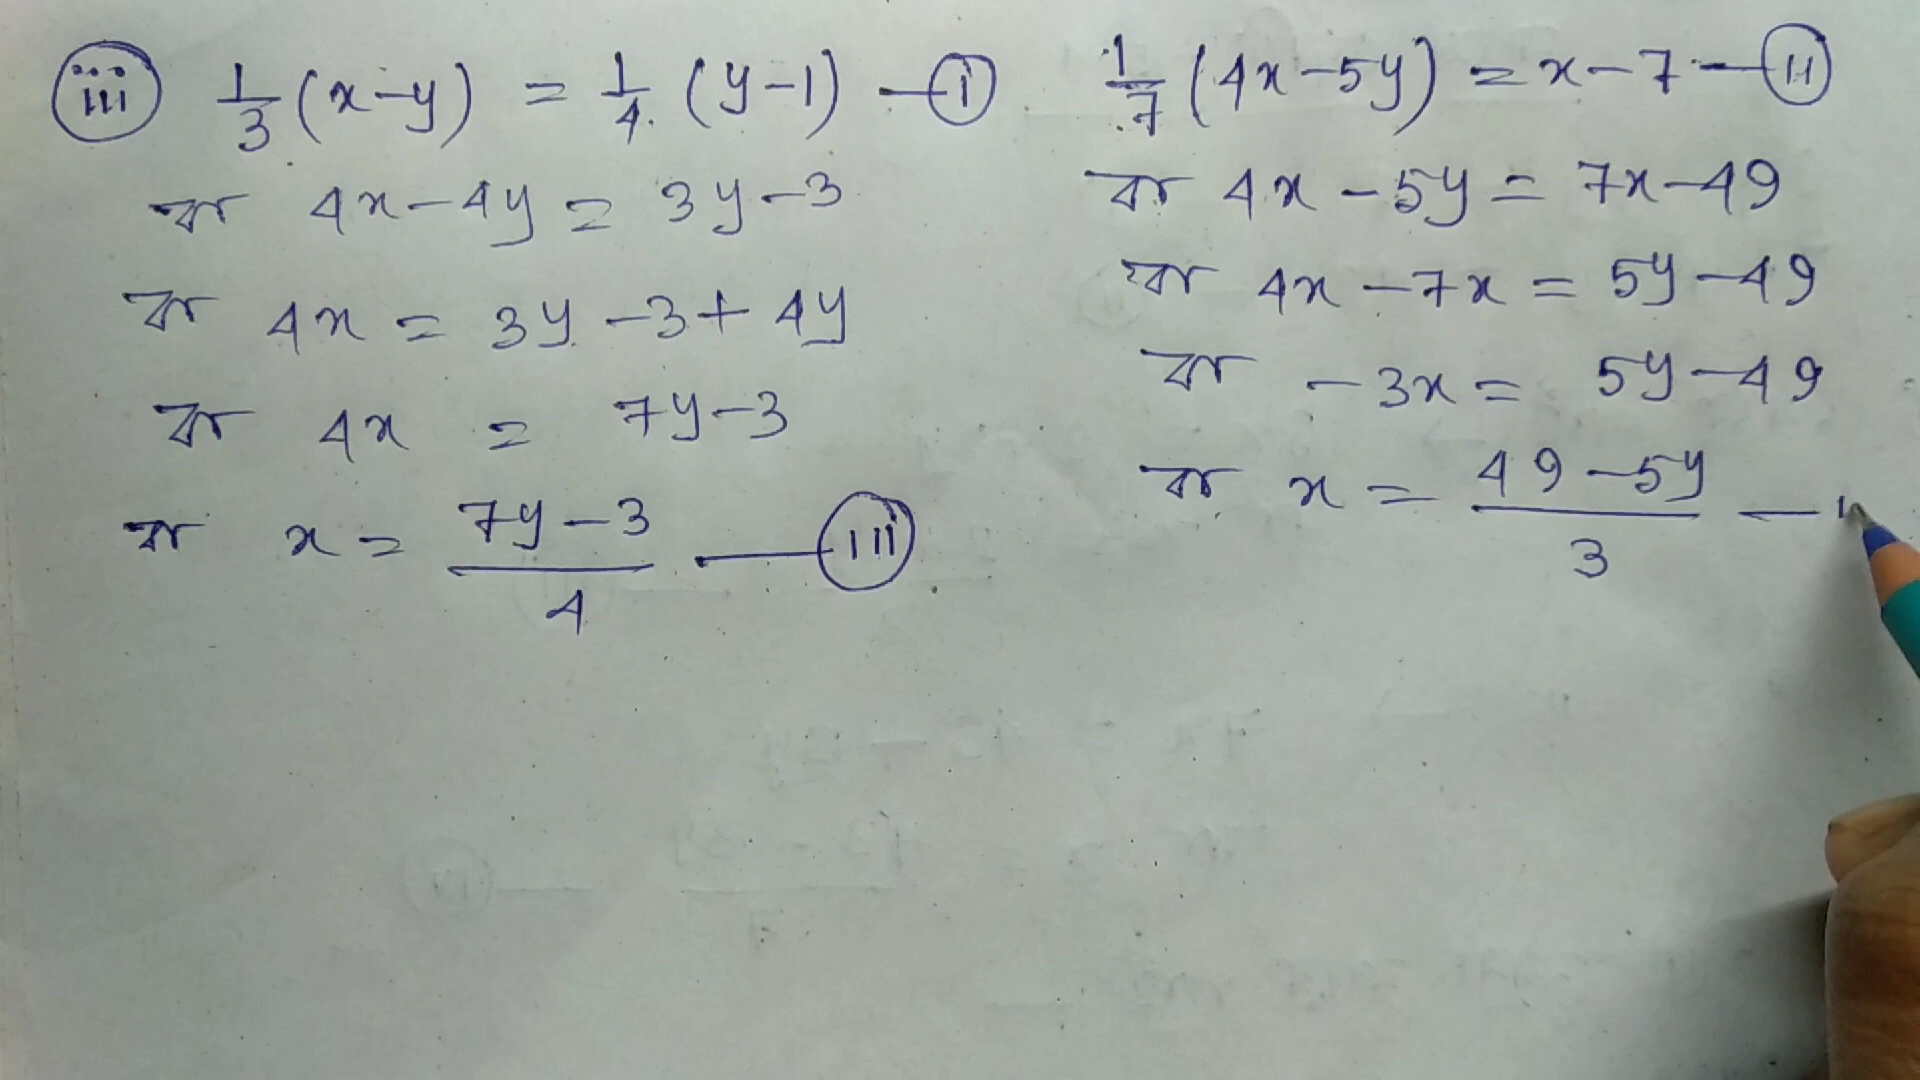 iii 1/3 (x-y) = 1/4 (y-1) — (i)
বা 4x-4y = 3y-3
বা 4x = 3y-3+4y
বা 4x = 7y-3
বা x = 7y-3/4 — (iii)
1/7 (4x-5y) = x-7 — (ii)
বা 4x-5y = 7x-49
বা 4x-7x = 5y-49
বা -3x = 5y-49
বা x = 49-5y/3 —